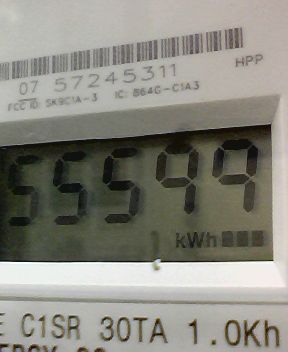 HPP
07 57245311
FCC ID: SK9C1A-3 IC: 864G-C1A3
55599
kWh
E C1SR 30TA 1.0Kh